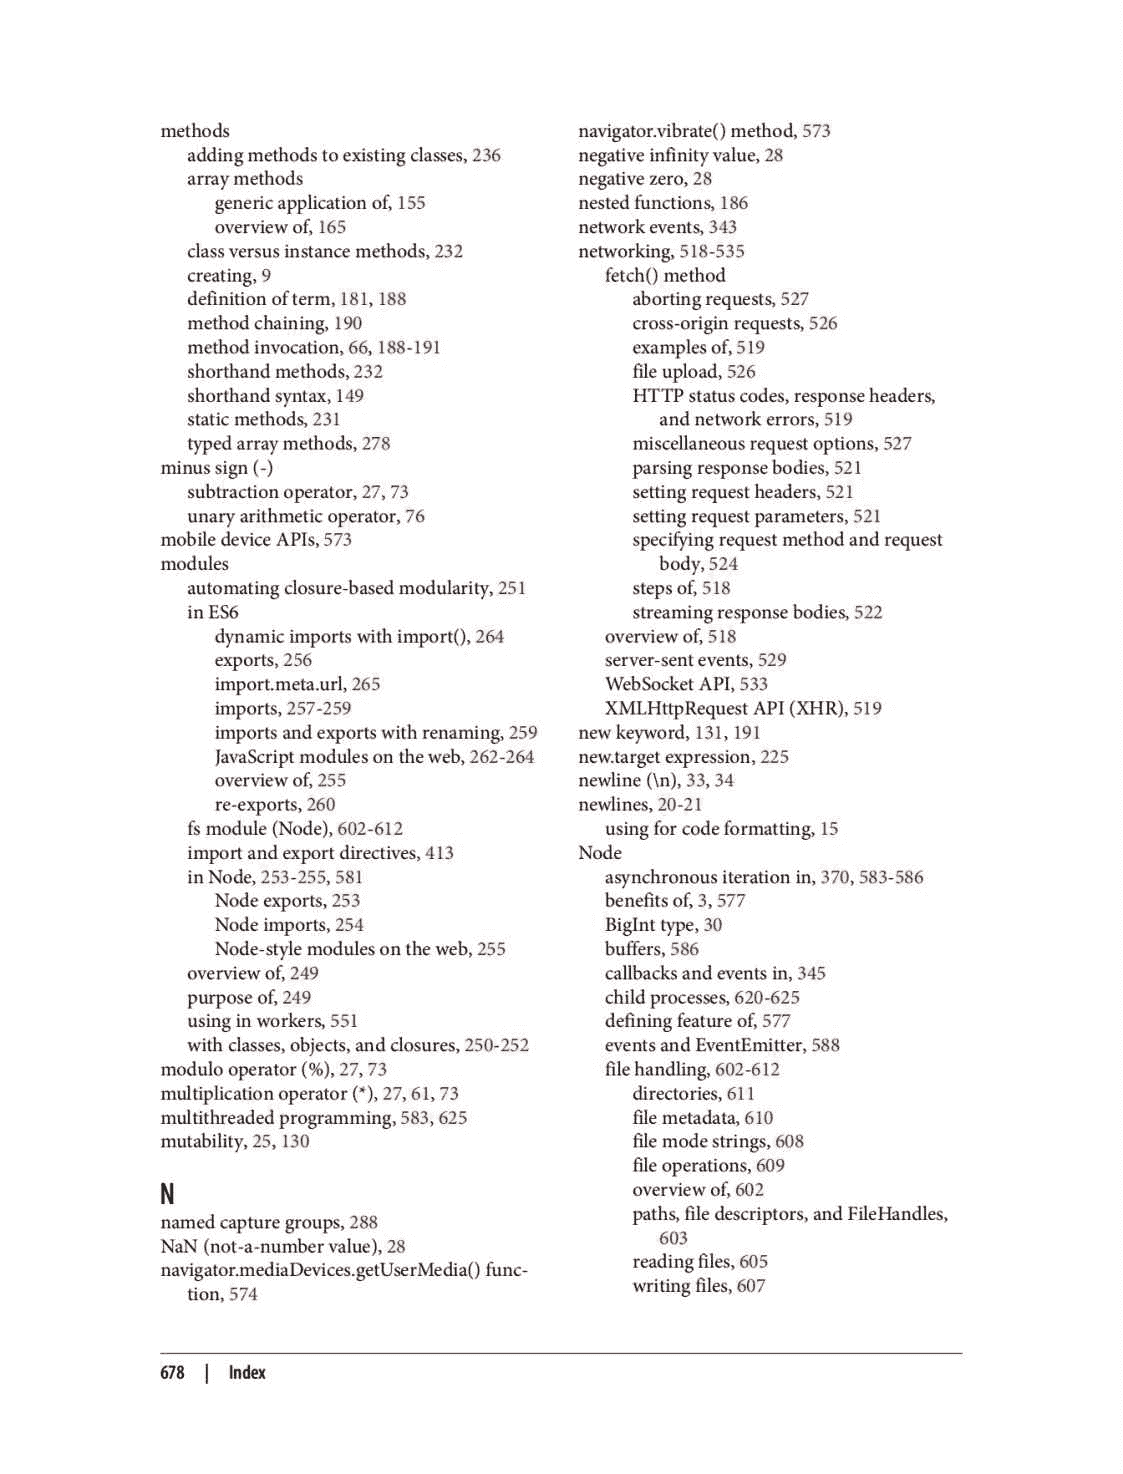 methods
adding methods to existing classes, 236
array methods
generic application of, 155
overview of, 165
class versus instance methods, 232
creating, 9
definition of term, 181, 188
method chaining, 190
method invocation, 66, 188-191
shorthand methods, 232
shorthand syntax, 149
static methods, 231
typed array methods, 278
minus sign (-)
subtraction operator, 27, 73
unary arithmetic operator, 76
mobile device APIs, 573
modules
automating closure-based modularity, 251
in ES6
dynamic imports with import(), 264
exports, 256
import.meta.url, 265
imports, 257-259
imports and exports with renaming, 259
JavaScript modules on the web, 262-264
overview of, 255
re-exports, 260
fs module (Node), 602-612
import and export directives, 413
in Node, 253-255, 581
Node exports, 253
Node imports, 254
Node-style modules on the web, 255
overview of, 249
purpose of, 249
using in workers, 551
with classes, objects, and closures, 250-252
modulo operator (%), 27, 73
multiplication operator (*), 27, 61, 73
multithreaded programming, 583, 625
mutability, 25, 130
N
named capture groups, 288
NaN (not-a-number value), 28
navigator.mediaDevices.getUserMedia() func-
tion, 574
navigator.vibrate() method, 573
negative infinity value, 28
negative zero, 28
nested functions, 186
network events, 343
networking, 518-535
fetch() method
aborting requests, 527
cross-origin requests, 526
examples of, 519
file upload, 526
HTTP status codes, response headers,
and network errors, 519
miscellaneous request options, 527
parsing response bodies, 521
setting request headers, 521
setting request parameters, 521
specifying request method and request
body, 524
steps of, 518
streaming response bodies, 522
overview of, 518
server-sent events, 529
WebSocket API, 533
XMLHttpRequest API (XHR), 519
new keyword, 131, 191
new.target expression, 225
newline (\n), 33, 34
newlines, 20-21
using for code formatting, 15
Node
asynchronous iteration in, 370, 583-586
benefits of, 3, 577
BigInt type, 30
buffers, 586
callbacks and events in, 345
child processes, 620-625
defining feature of, 577
events and EventEmitter, 588
file handling, 602-612
directories, 611
file metadata, 610
file mode strings, 608
file operations, 609
overview of, 602
paths, file descriptors, and FileHandles,
603
reading files, 605
writing files, 607
678 | Index